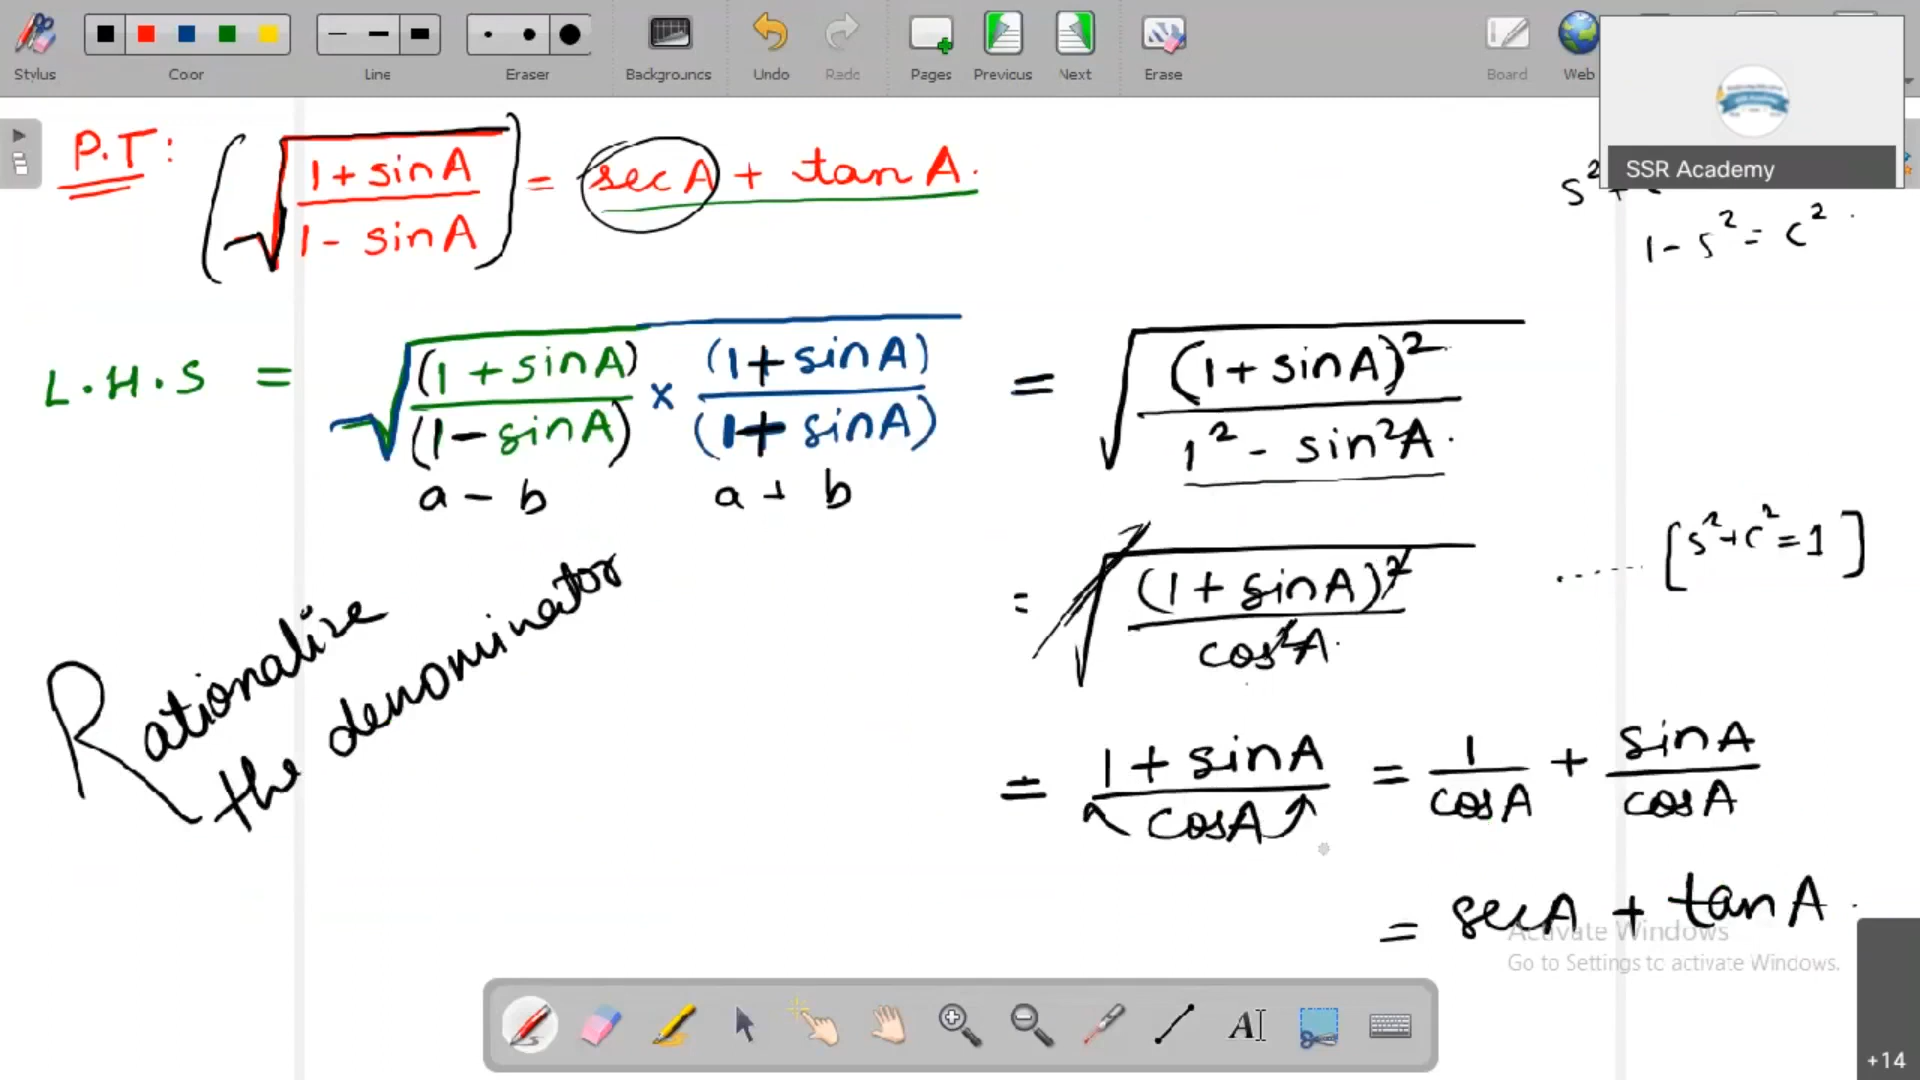 Stylus Color Line Eraser Backgrounds Undo Redo Pages Previous Next Erase Board Web
SSR Academy
P.T: √((1+sinA)/(1-sinA)) = secA + tanA.
1-s² = c².
L.H.S = √((1+sinA)/(1-sinA) × (1+sinA)/(1+sinA)) = √((1+sinA)²/(1²-sin²A)).
a - b a + b
= √((1+sinA)²/cos²A). ...... [s²+c²=1]
Rationalize
the denominator
= (1+sinA)/cosA = 1/cosA + sinA/cosA
= secA + tanA.
Activate Windows
Go to Settings to activate Windows.
+14